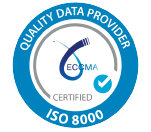 QUALITY DATA PROVIDER
ECCMA
CERTIFIED
ISO 8000